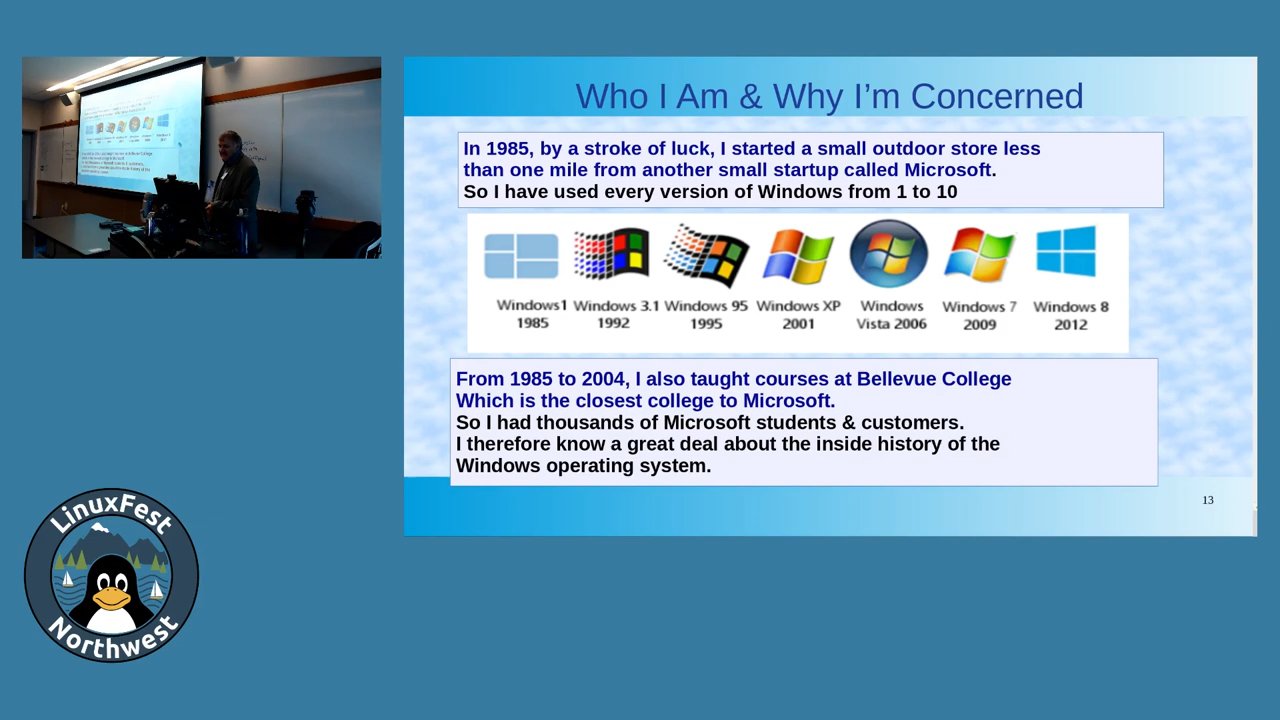 Who I Am & Why I’m Concerned
In 1985, by a stroke of luck, I started a small outdoor store less
than one mile from another small startup called Microsoft.
So I have used every version of Windows from 1 to 10
Windows1 Windows 3.1 Windows 95 Windows XP Windows Windows 7 Windows 8
1985 1992 1995 2001 Vista 2006 2009 2012
From 1985 to 2004, I also taught courses at Bellevue College
Which is the closest college to Microsoft.
So I had thousands of Microsoft students & customers.
I therefore know a great deal about the inside history of the
Windows operating system.
13
LinuxFest
Northwest